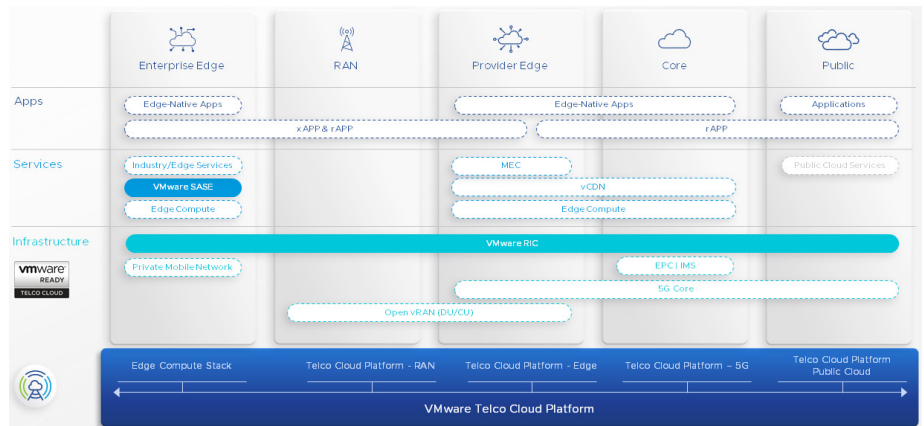 Enterprise Edge
RAN
Provider Edge
Core
Public
Apps
Edge-Native Apps
Edge-Native Apps
Applications
xAPP & rAPP
rAPP
Services
Industry/Edge Services
MEC
Public Cloud Services
VMware SASE
vCDN
Edge Compute
Edge Compute
Infrastructure
VMware RIC
vmware
READY
TELCO CLOUD
Private Mobile Network
EPC | IMS
5G Core
Open vRAN (DU/CU)
Edge Compute Stack
Telco Cloud Platform - RAN
Telco Cloud Platform - Edge
Telco Cloud Platform – 5G
Telco Cloud Platform
Public Cloud
VMware Telco Cloud Platform